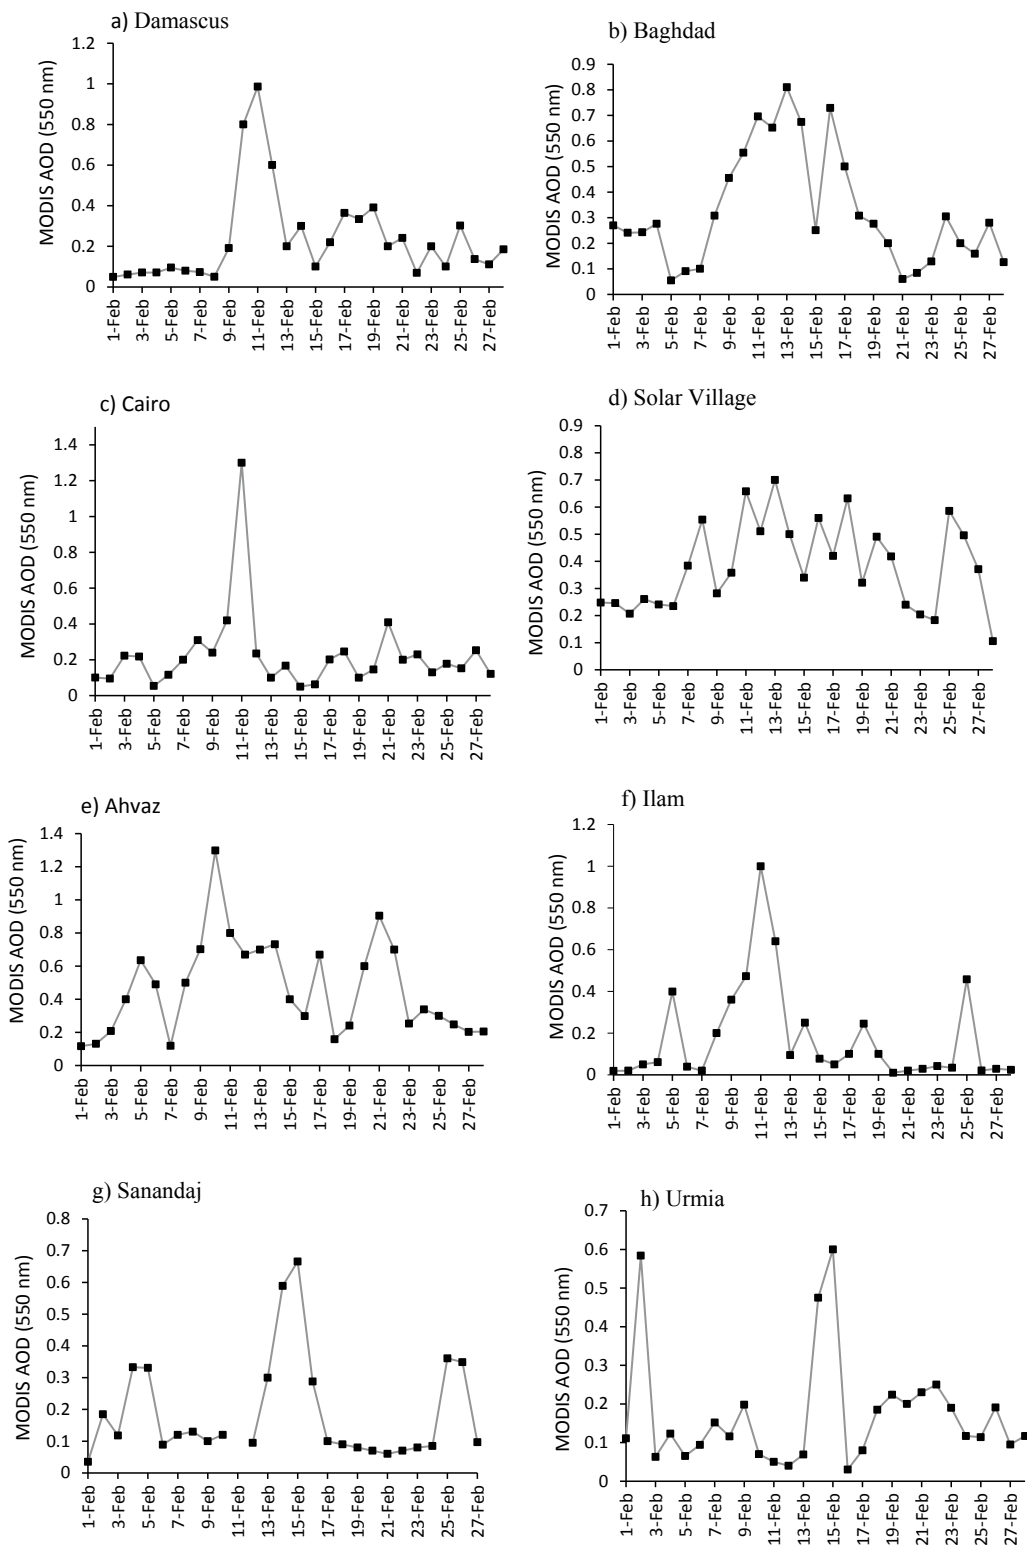 a) Damascus
MODIS AOD (550 nm)
1.2
1
0.8
0.6
0.4
0.2
0
1-Feb
3-Feb
5-Feb
7-Feb
9-Feb
11-Feb
13-Feb
15-Feb
17-Feb
19-Feb
21-Feb
23-Feb
25-Feb
27-Feb
b) Baghdad
MODIS AOD (550 nm)
0.9
0.8
0.7
0.6
0.5
0.4
0.3
0.2
0.1
0
1-Feb
3-Feb
5-Feb
7-Feb
9-Feb
11-Feb
13-Feb
15-Feb
17-Feb
19-Feb
21-Feb
23-Feb
25-Feb
27-Feb
c) Cairo
MODIS AOD (550 nm)
1.4
1.2
1
0.8
0.6
0.4
0.2
0
1-Feb
3-Feb
5-Feb
7-Feb
9-Feb
11-Feb
13-Feb
15-Feb
17-Feb
19-Feb
21-Feb
23-Feb
25-Feb
27-Feb
d) Solar Village
MODIS AOD (550 nm)
0.9
0.8
0.7
0.6
0.5
0.4
0.3
0.2
0.1
0
1-Feb
3-Feb
5-Feb
7-Feb
9-Feb
11-Feb
13-Feb
15-Feb
17-Feb
19-Feb
21-Feb
23-Feb
25-Feb
27-Feb
e) Ahvaz
MODIS AOD (550 nm)
1.4
1.2
1
0.8
0.6
0.4
0.2
0
1-Feb
3-Feb
5-Feb
7-Feb
9-Feb
11-Feb
13-Feb
15-Feb
17-Feb
19-Feb
21-Feb
23-Feb
25-Feb
27-Feb
f) Ilam
MODIS AOD (550 nm)
1.2
1
0.8
0.6
0.4
0.2
0
1-Feb
3-Feb
5-Feb
7-Feb
9-Feb
11-Feb
13-Feb
15-Feb
17-Feb
19-Feb
21-Feb
23-Feb
25-Feb
27-Feb
g) Sanandaj
MODIS AOD (550 nm)
0.8
0.7
0.6
0.5
0.4
0.3
0.2
0.1
0
1-Feb
3-Feb
5-Feb
7-Feb
9-Feb
11-Feb
13-Feb
15-Feb
17-Feb
19-Feb
21-Feb
23-Feb
25-Feb
27-Feb
h) Urmia
MODIS AOD (550 nm)
0.7
0.6
0.5
0.4
0.3
0.2
0.1
0
1-Feb
3-Feb
5-Feb
7-Feb
9-Feb
11-Feb
13-Feb
15-Feb
17-Feb
19-Feb
21-Feb
23-Feb
25-Feb
27-Feb